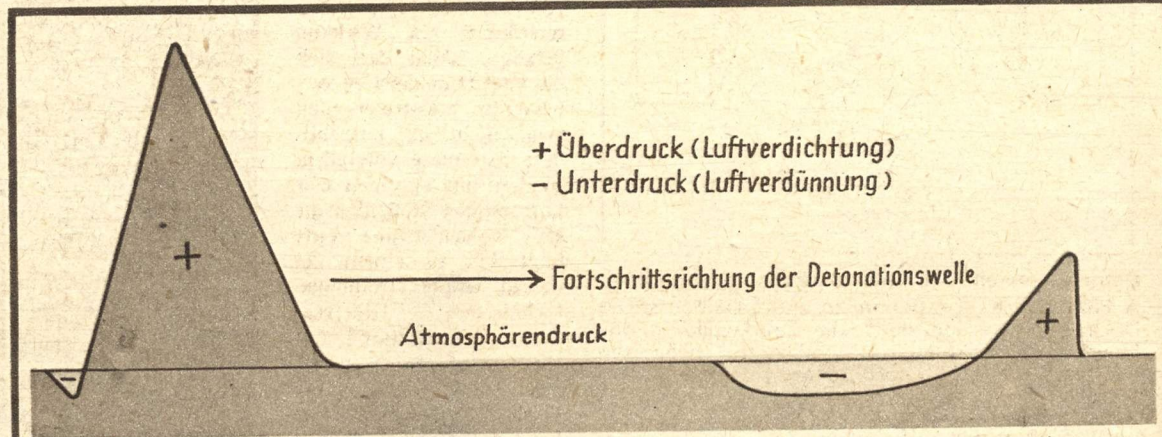 + Überdruck (Luftverdichtung)
- Unterdruck (Luftverdünnung)
+
Fortschrittsrichtung der Detonationswelle
+
Atmosphärendruck
-
-